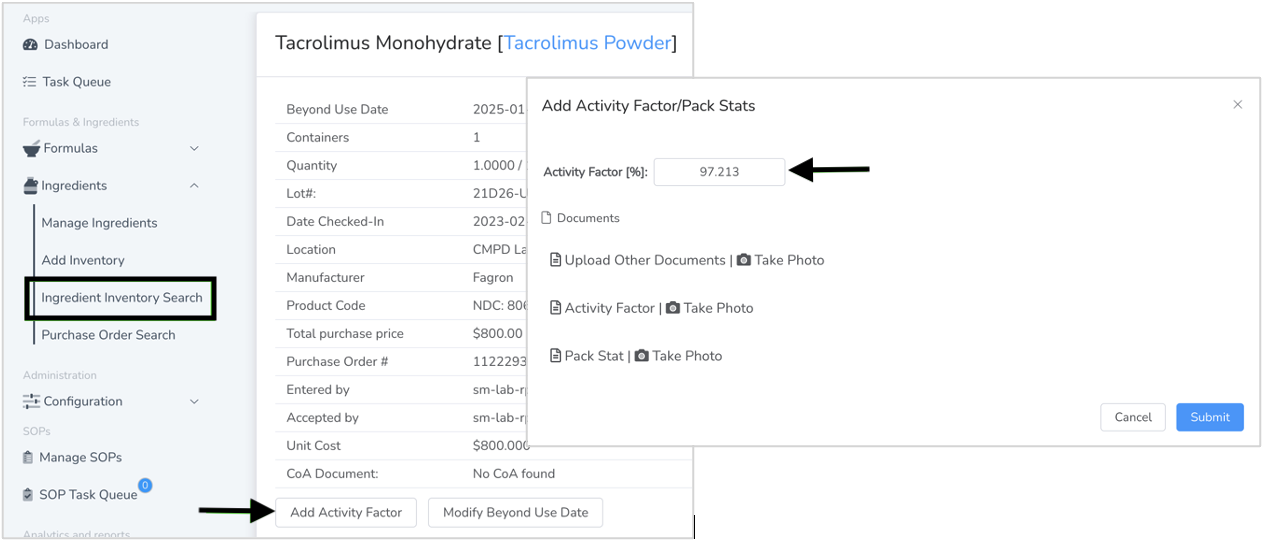 Apps
Dashboard
Task Queue
Formulas & Ingredients
Formulas
Ingredients
Manage Ingredients
Add Inventory
Ingredient Inventory Search
Purchase Order Search
Administration
Configuration
SOPs
Manage SOPs
SOP Task Queue 0
Analytics and reports
Tacrolimus Monohydrate [Tacrolimus Powder]
Beyond Use Date 2025-01
Containers 1
Quantity 1.0000 /
Lot#: 21D26-U
Date Checked-In 2023-02
Location CMPD La
Manufacturer Fagron
Product Code NDC: 806
Total purchase price $800.00
Purchase Order # 1122293
Entered by sm-lab-rp
Accepted by sm-lab-rp
Unit Cost $800.000
CoA Document: No CoA found
Add Activity Factor Modify Beyond Use Date
Add Activity Factor/Pack Stats
Activity Factor [%]: 97.213
Documents
Upload Other Documents | Take Photo
Activity Factor | Take Photo
Pack Stat | Take Photo
Cancel Submit